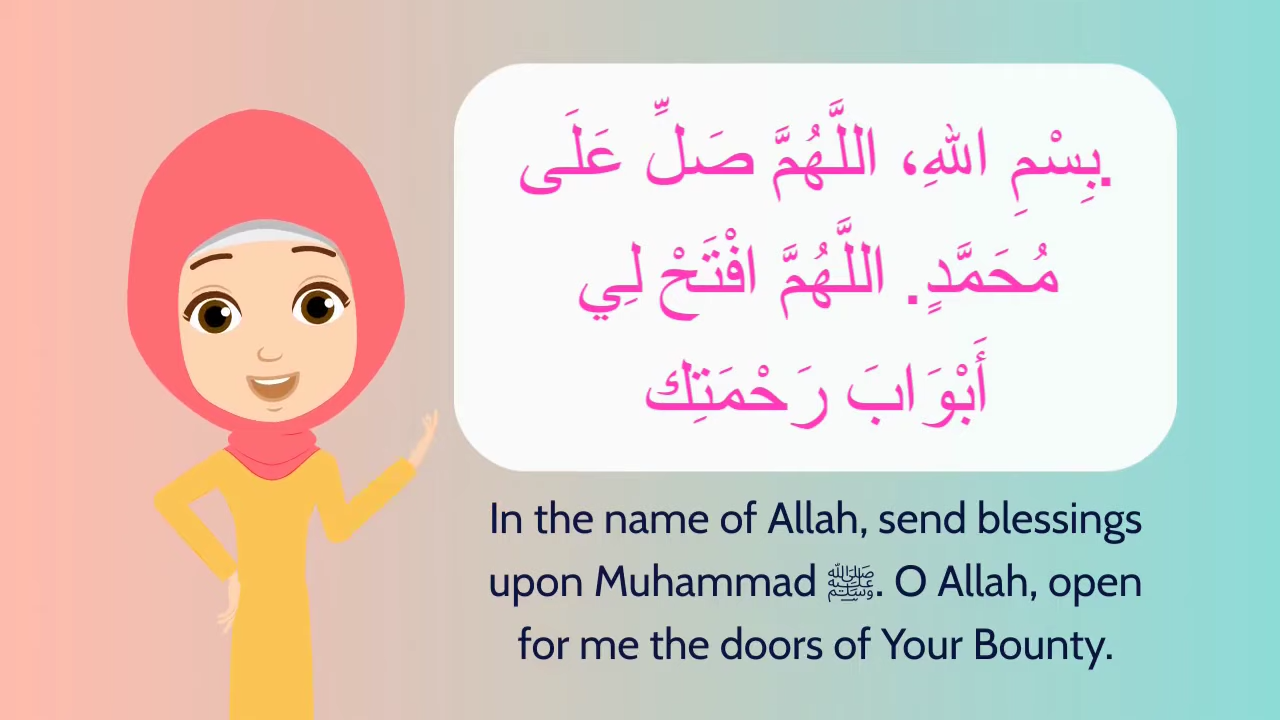 .بِسْمِ اللهِ، اللَّهُمَّ صَلِّ عَلَى
مُحَمَّدٍ. اللَّهُمَّ افْتَحْ لِي
أَبْوَابَ رَحْمَتِك
In the name of Allah, send blessings
upon Muhammad ﷺ. O Allah, open
for me the doors of Your Bounty.